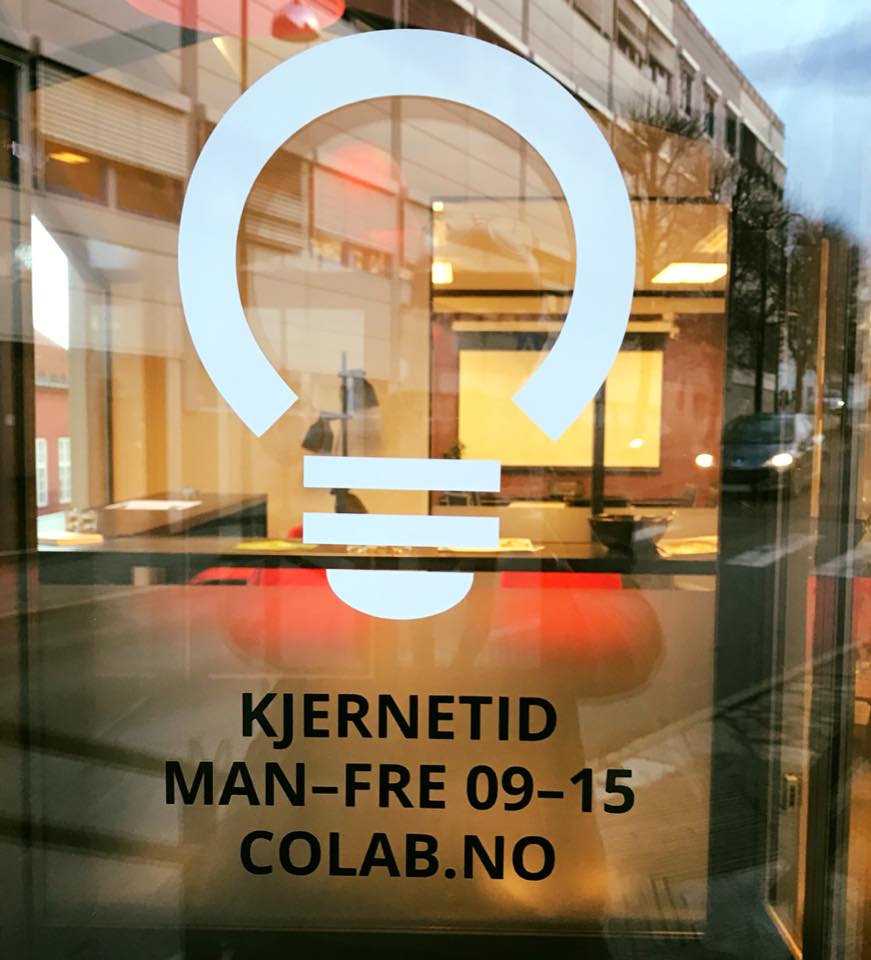 KJERNETID
MAN–FRE 09–15
COLAB.NO